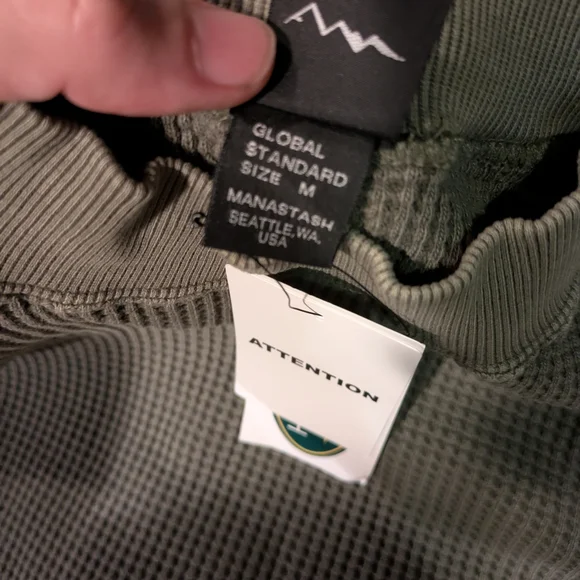 GLOBAL
STANDARD
SIZE M
MANASTASH
SEATTLE,WA.
USA
ATTENTION